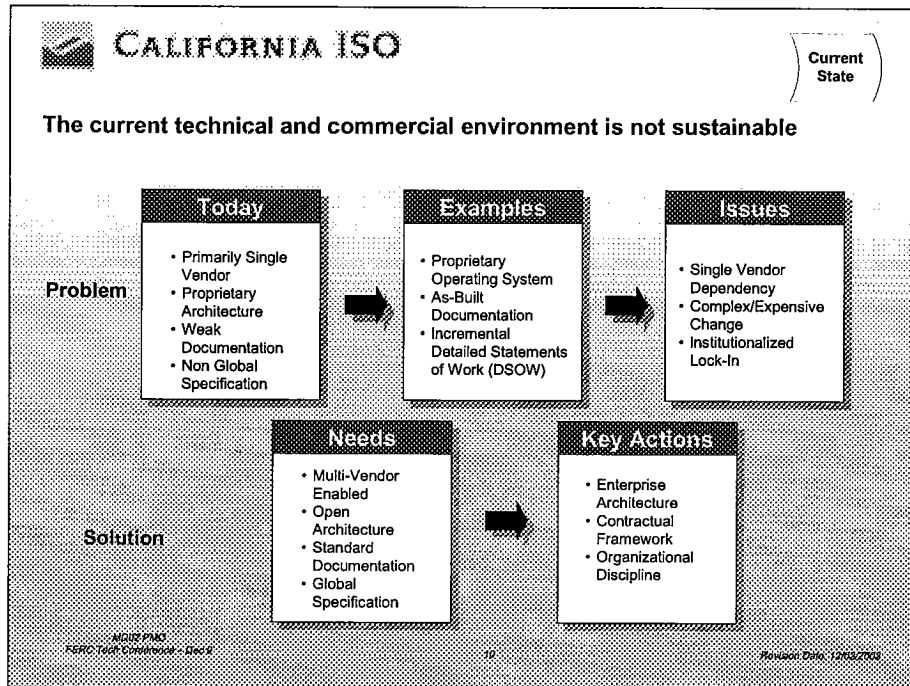 CALIFORNIA ISO
Current
State
The current technical and commercial environment is not sustainable
Problem
Today
• Primarily Single
Vendor
• Proprietary
Architecture
• Weak
Documentation
• Non Global
Specification
Examples
• Proprietary
Operating System
• As-Built
Documentation
• Incremental
Detailed Statements
of Work (DSOW)
Issues
• Single Vendor
Dependency
• Complex/Expensive
Change
• Institutionalized
Lock-In
Solution
Needs
• Multi-Vendor
Enabled
• Open
Architecture
• Standard
Documentation
• Global
Specification
Key Actions
• Enterprise
Architecture
• Contractual
Framework
• Organizational
Discipline
MD02 PMO
FERC Tech Conference – Dec 9
Revision Date: